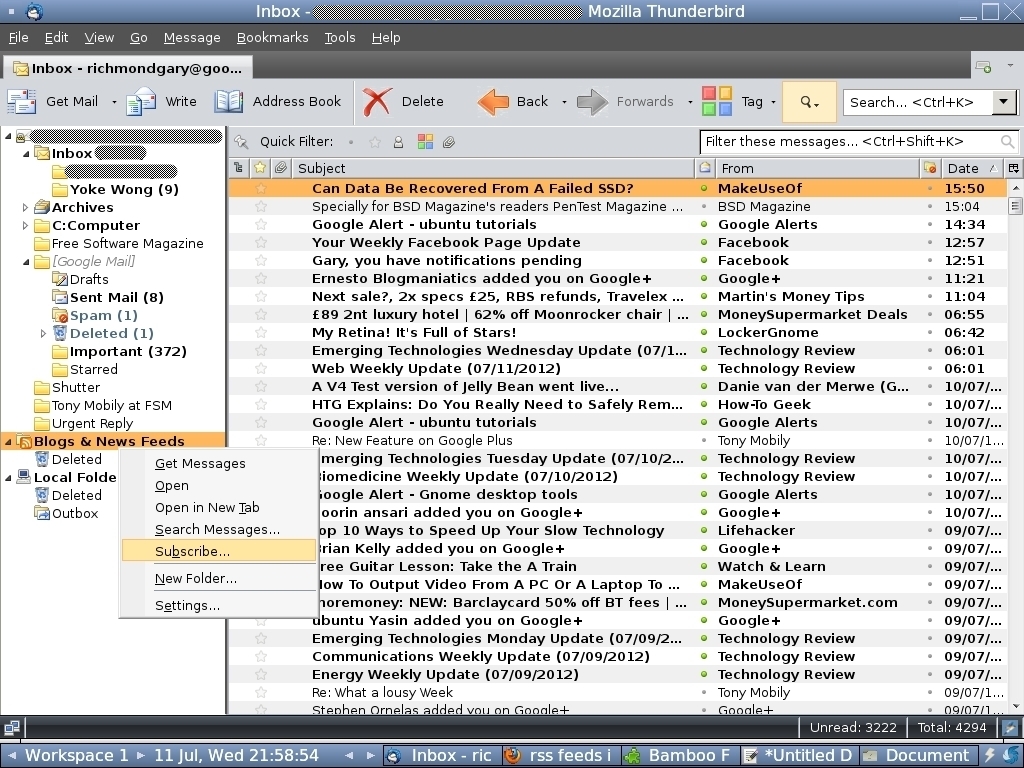 Inbox - Mozilla Thunderbird
File Edit View Go Message Bookmarks Tools Help
Inbox - richmondgary@goo...
Get Mail Write Address Book Delete Back Forwards Tag Search... <Ctrl+K>
Quick Filter: Filter these messages... <Ctrl+Shift+K>
Inbox
Yoke Wong (9)
Archives
C:Computer
Free Software Magazine
[Google Mail]
Drafts
Sent Mail (8)
Spam (1)
Deleted (1)
Important (372)
Starred
Shutter
Tony Mobily at FSM
Urgent Reply
Blogs & News Feeds
Deleted
Local Folde
Deleted
Outbox
Get Messages
Open
Open in New Tab
Search Messages...
Subscribe...
New Folder...
Settings...
Subject From Date
Can Data Be Recovered From A Failed SSD? MakeUseOf 15:50
Specially for BSD Magazine's readers PenTest Magazine ... BSD Magazine 15:04
Google Alert - ubuntu tutorials Google Alerts 14:34
Your Weekly Facebook Page Update Facebook 12:57
Gary, you have notifications pending Facebook 12:51
Ernesto Blogmaniatics added you on Google+ Google+ 11:21
Next sale?, 2x specs £25, RBS refunds, Travelex ... Martin's Money Tips 11:04
£89 2nt luxury hotel | 62% off Moonrocker chair | ... MoneySupermarket Deals 06:55
My Retina! It's Full of Stars! LockerGnome 06:42
Emerging Technologies Wednesday Update (07/1... Technology Review 06:01
Web Weekly Update (07/11/2012) Technology Review 06:01
A V4 Test version of Jelly Bean went live... Danie van der Merwe (G... 10/07/...
HTG Explains: Do You Really Need to Safely Rem... How-To Geek 10/07/...
Google Alert - ubuntu tutorials Google Alerts 10/07/...
Re: New Feature on Google Plus Tony Mobily 10/07/1...
merging Technologies Tuesday Update (07/10/2... Technology Review 10/07/...
iomedicine Weekly Update (07/10/2012) Technology Review 10/07/...
oogle Alert - Gnome desktop tools Google Alerts 10/07/...
oorin ansari added you on Google+ Google+ 10/07/...
op 10 Ways to Speed Up Your Slow Technology Lifehacker 09/07/...
rian Kelly added you on Google+ Google+ 09/07/...
ree Guitar Lesson: Take the A Train Watch & Learn 09/07/...
ow To Output Video From A PC Or A Laptop To ... MakeUseOf 09/07/...
horemoney: NEW: Barclaycard 50% off BT fees | ... MoneySupermarket.com 09/07/...
ubuntu Yasin added you on Google+ Google+ 09/07/...
Emerging Technologies Monday Update (07/09/2... Technology Review 09/07/...
Communications Weekly Update (07/09/2012) Technology Review 09/07/...
Energy Weekly Update (07/09/2012) Technology Review 09/07/...
Re: What a lousy Week Tony Mobily 09/07/1...
Stephen Ornelas added you on Google+ Google+ 09/07/1...
Unread: 3222 Total: 4294
Workspace 1 11 Jul, Wed 21:58:54 Inbox - ric rss feeds i Bamboo F *Untitled D Document